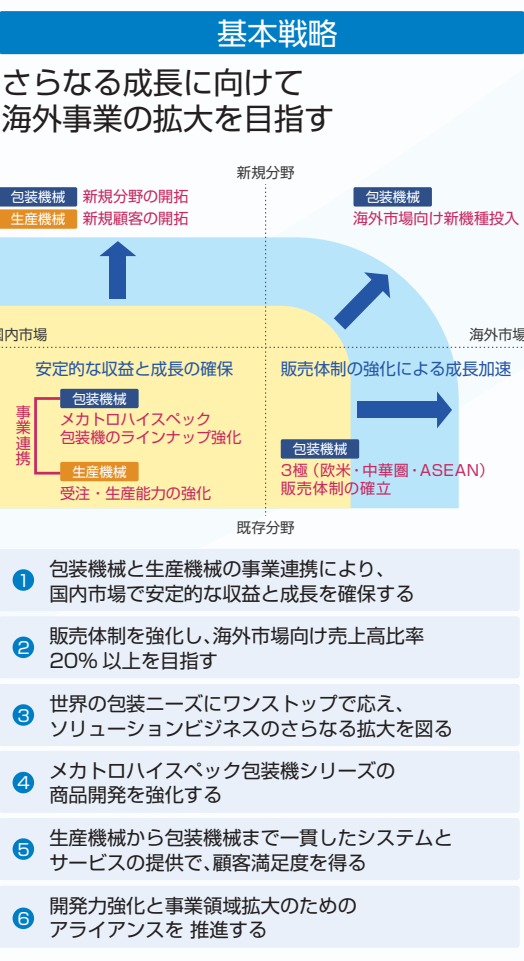 基本戦略
さらなる成長に向けて
海外事業の拡大を目指す
新規分野
包装機械 新規分野の開拓
生産機械 新規顧客の開拓
包装機械
海外市場向け新機種投入
国内市場
海外市場
安定的な収益と成長の確保
事業連携
包装機械
メカトロハイスペック
包装機のラインナップ強化
生産機械
受注・生産能力の強化
販売体制の強化による成長加速
包装機械
3極（欧米・中華圏・ASEAN）
販売体制の確立
既存分野
❶ 包装機械と生産機械の事業連携により、
国内市場で安定的な収益と成長を確保する
❷ 販売体制を強化し、海外市場向け売上高比率
20% 以上を目指す
❸ 世界の包装ニーズにワンストップで応え、
ソリューションビジネスのさらなる拡大を図る
❹ メカトロハイスペック包装機シリーズの
商品開発を強化する
❺ 生産機械から包装機械まで一貫したシステムと
サービスの提供で、顧客満足度を得る
❻ 開発力強化と事業領域拡大のための
アライアンスを 推進する